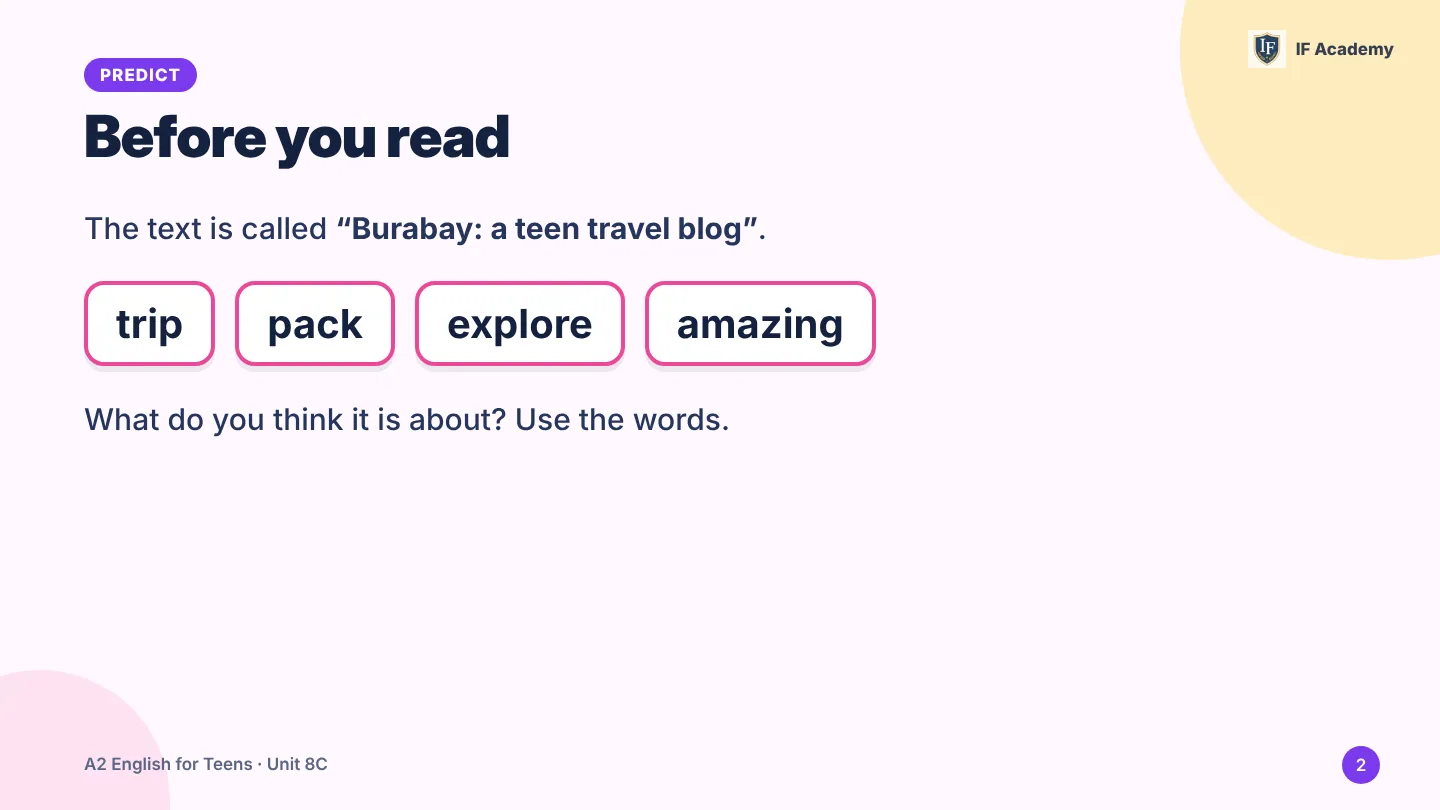 IF IF Academy
PREDICT
Before you read
The text is called “Burabay: a teen travel blog”.
trip pack explore amazing
What do you think it is about? Use the words.
A2 English for Teens · Unit 8C
2